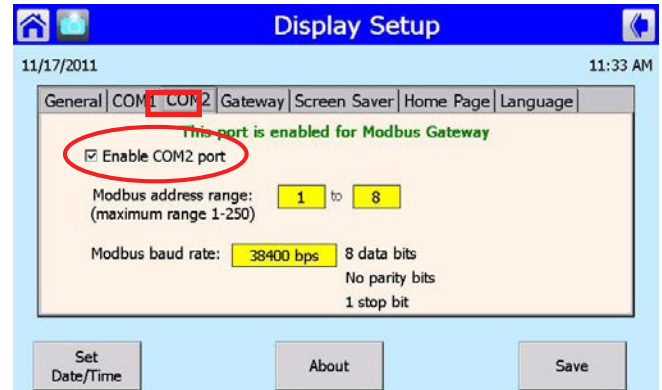 Display Setup
11/17/2011 11:33 AM
General COM1 COM2 Gateway Screen Saver Home Page Language
This port is enabled for Modbus Gateway
Enable COM2 port
Modbus address range: 1 to 8
(maximum range 1-250)
Modbus baud rate: 38400 bps 8 data bits
No parity bits
1 stop bit
Set
Date/Time
About
Save